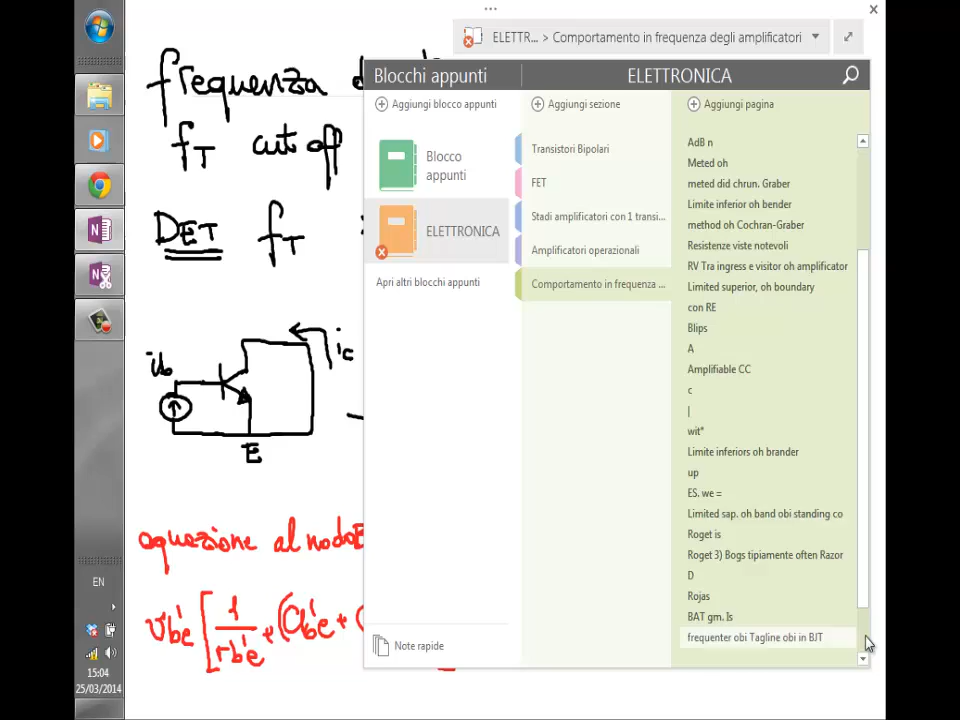 ELETTR... > Comportamento in frequenza degli amplificatori
Blocchi appunti
ELETTRONICA
Aggiungi blocco appunti
Aggiungi sezione
Aggiungi pagina
Blocco
appunti
ELETTRONICA
Apri altri blocchi appunti
Note rapide
Transistori Bipolari
FET
Stadi amplificatori con 1 transi...
Amplificatori operazionali
Comportamento in frequenza ...
AdB n
Meted oh
meted did chrun. Graber
Limite inferior oh bender
method oh Cochran-Graber
Resistenze viste notevoli
RV Tra ingress e visitor oh amplificator
Limited superior, oh boundary
con RE
Blips
A
Amplifiable CC
c
|
wit*
Limite inferiors oh brander
up
ES. we =
Limited sap. oh band obi standing co
Roget is
Roget 3) Bogs tipiamente often Razor
D
Rojas
BAT gm. Is
frequenter obi Tagline obi in BJT
frequenza
fT cut off
DET fT
ib
ic
E
equazione al nodo
vb'e [ 1/rb'e + (Cb'e +
EN
15:04
25/03/2014